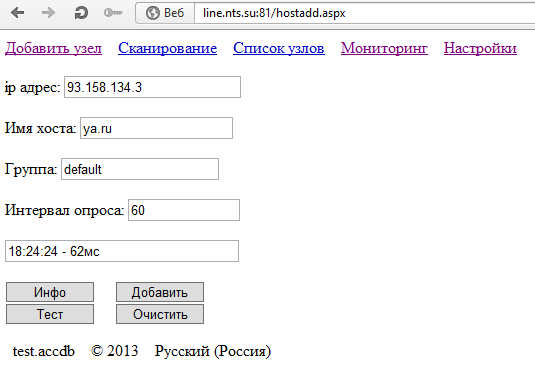 Веб line.nts.su:81/hostadd.aspx
Добавить узел Сканирование Список узлов Мониторинг Настройки
ip адрес: 93.158.134.3
Имя хоста: ya.ru
Группа: default
Интервал опроса: 60
18:24:24 - 62мс
Инфо Добавить
Тест Очистить
test.accdb © 2013 Русский (Россия)